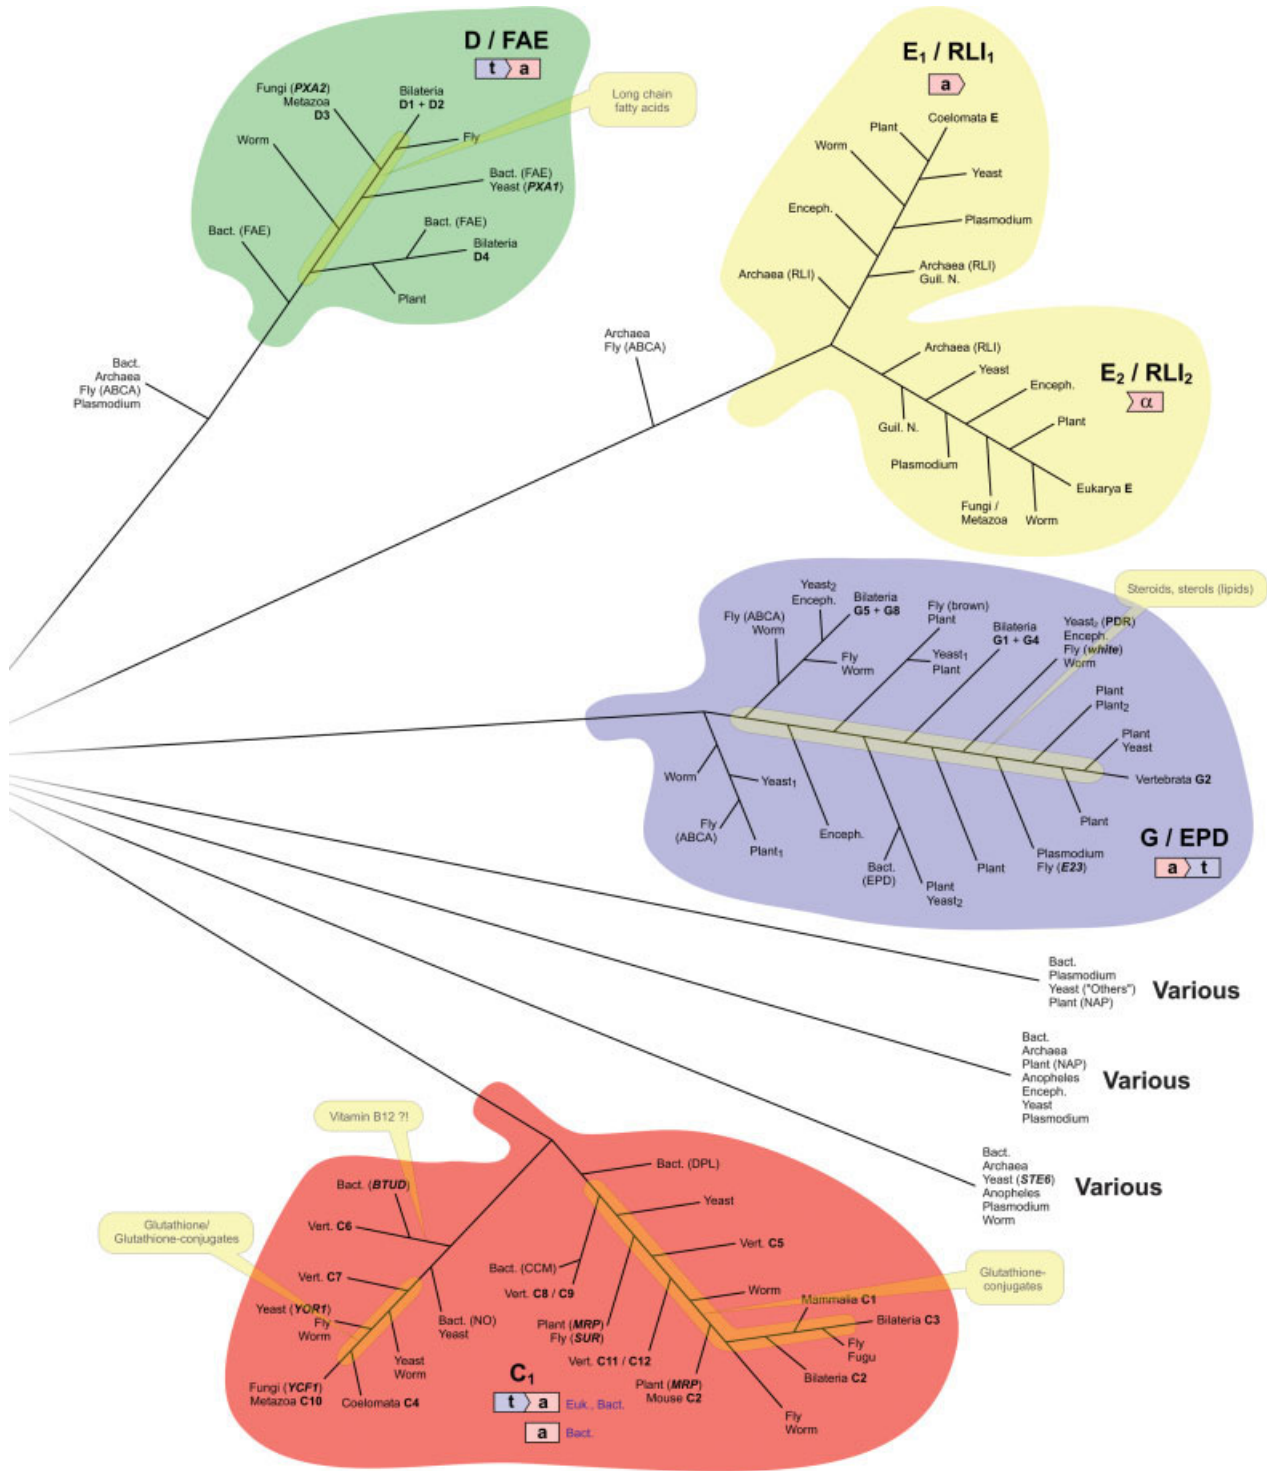 D / FAE
t a
Fungi (PXA2)
Metazoa
D3
Bilateria
D1 + D2
Long chain
fatty acids
Worm
Fly
Bact. (FAE)
Yeast (PXA1)
Bact. (FAE)
Bact. (FAE)
Bilateria
D4
Plant
Bact.
Archaea
Fly (ABCA)
Plasmodium
E1 / RLI1
a
Coelomata E
Plant
Worm
Yeast
Enceph.
Plasmodium
Archaea (RLI)
Archaea (RLI)
Guil. N.
Archaea
Fly (ABCA)
Archaea (RLI)
Yeast
Enceph.
E2 / RLI2
α
Guil. N.
Plant
Plasmodium
Eukarya E
Fungi /
Metazoa
Worm
Steroids, sterols (lipids)
Yeast2
Enceph.
Bilateria
G5 + G8
Fly (ABCA)
Worm
Fly (brown)
Plant
Bilateria
G1 + G4
Yeast2 (PDR)
Enceph.
Fly (white)
Worm
Fly
Worm
Yeast1
Plant
Plant
Plant2
Plant
Yeast
Worm
Yeast1
Vertebrata G2
Fly
(ABCA)
Plant1
Enceph.
Plant
Bact.
(EPD)
Plant
Yeast2
Plant
Plasmodium
Fly (E23)
G / EPD
a t
Bact.
Plasmodium
Yeast ("Others")
Plant (NAP)
Various
Bact.
Archaea
Plant (NAP)
Anopheles
Enceph.
Yeast
Plasmodium
Various
Bact.
Archaea
Yeast (STE6)
Anopheles
Plasmodium
Worm
Various
Vitamin B12 ?!
Bact. (DPL)
Bact. (BTUD)
Yeast
Glutathione/
Glutathione-conjugates
Vert. C6
Vert. C5
Vert. C7
Bact. (CCM)
Vert. C8 / C9
Glutathione-
conjugates
Worm
Mammalia C1
Yeast (YOR1)
Fly
Worm
Bact. (NO)
Yeast
Plant (MRP)
Fly (SUR)
Bilateria C3
Fly
Fugu
Yeast
Worm
Vert. C11 / C12
Bilateria C2
Fungi (YCF1)
Metazoa C10
Coelomata C4
C1
Plant (MRP)
Mouse C2
t a Euk., Bact.
a Bact.
Fly
Worm